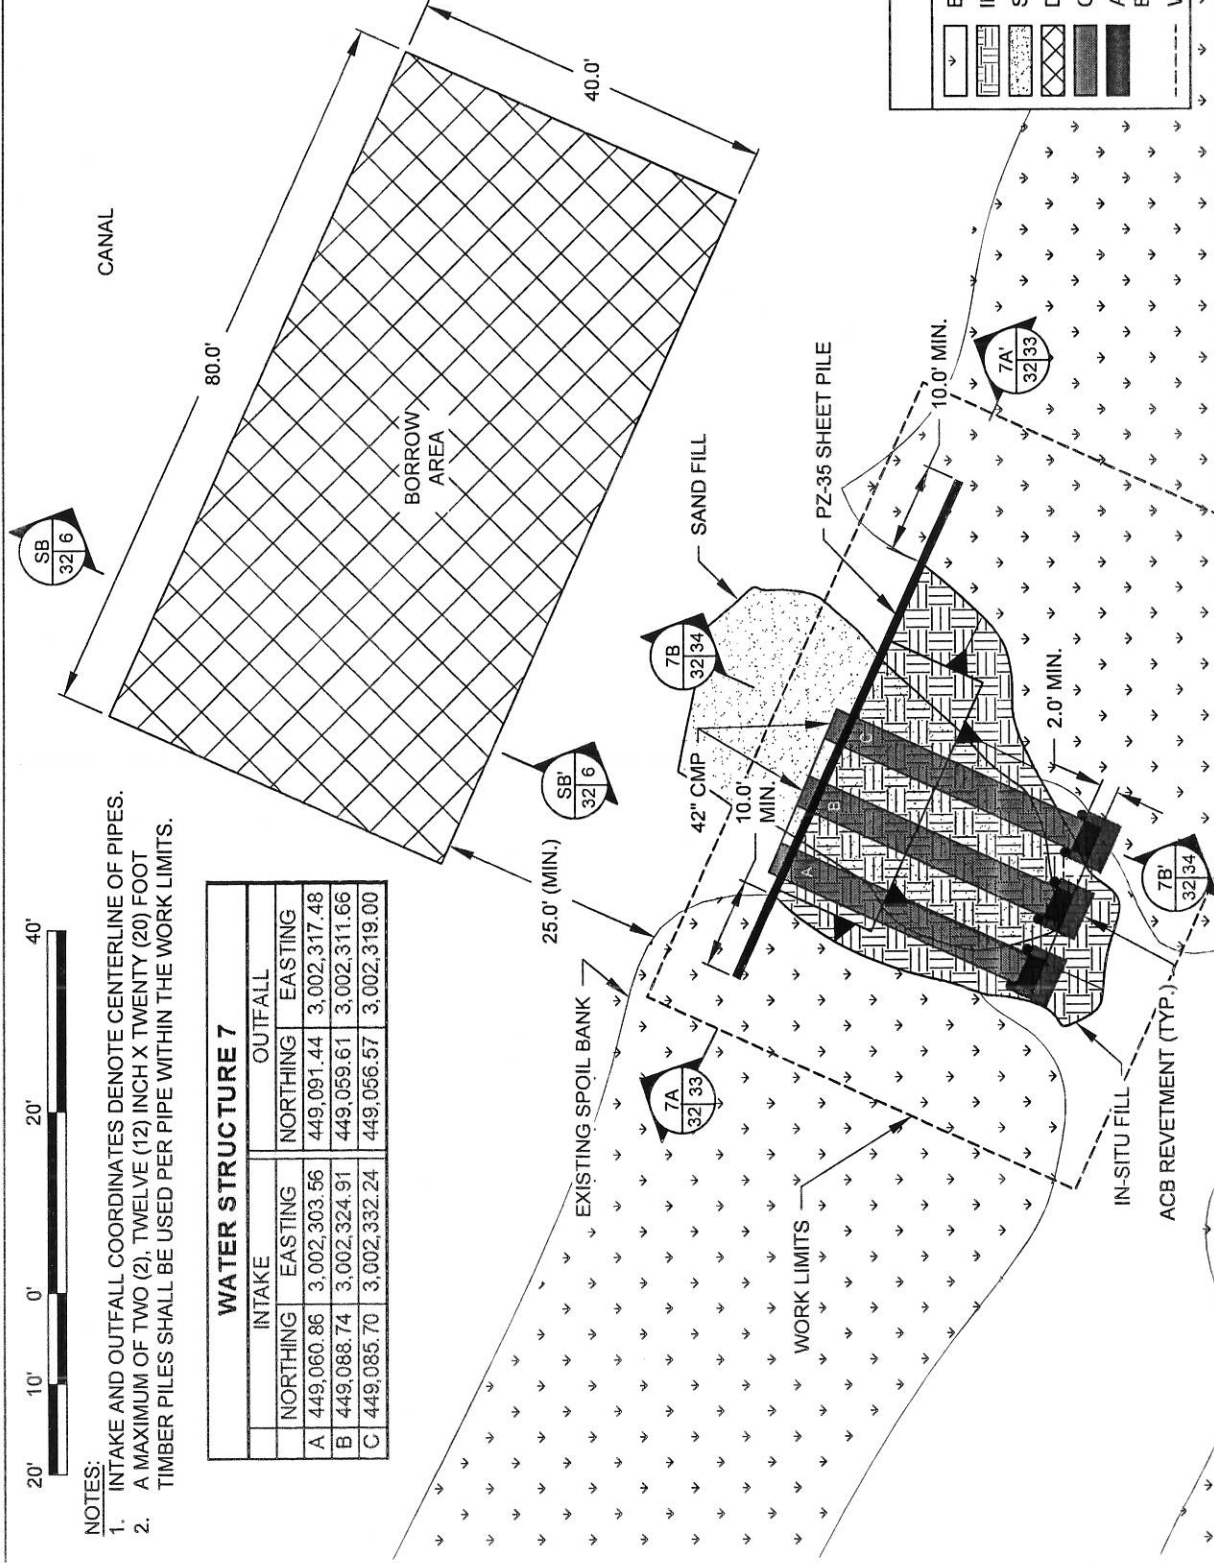 20' 10' 0' 20' 40'
NOTES:
1. INTAKE AND OUTFALL COORDINATES DENOTE CENTERLINE OF PIPES.
2. A MAXIMUM OF TWO (2), TWELVE (12) INCH X TWENTY (20) FOOT
TIMBER PILES SHALL BE USED PER PIPE WITHIN THE WORK LIMITS.
WATER STRUCTURE 7
INTAKE OUTFALL
NORTHING EASTING NORTHING EASTING
A 449,060.86 3,002,303.56 449,091.44 3,002,317.48
B 449,088.74 3,002,324.91 449,059.61 3,002,311.66
C 449,085.70 3,002,332.24 449,056.57 3,002,319.00
CANAL
SB
32 6
80.0'
40.0'
BORROW
AREA
SB'
32 6
25.0' (MIN.)
EXISTING SPOIL BANK
42" CMP
10.0'
MIN.
7B
32 34
SAND FILL
PZ-35 SHEET PILE
10.0' MIN.
7A
32 33
7A'
32 33
A
B
C
WORK LIMITS
2.0' MIN.
IN-SITU FILL
ACB REVETMENT (TYP.)
7B'
32 34